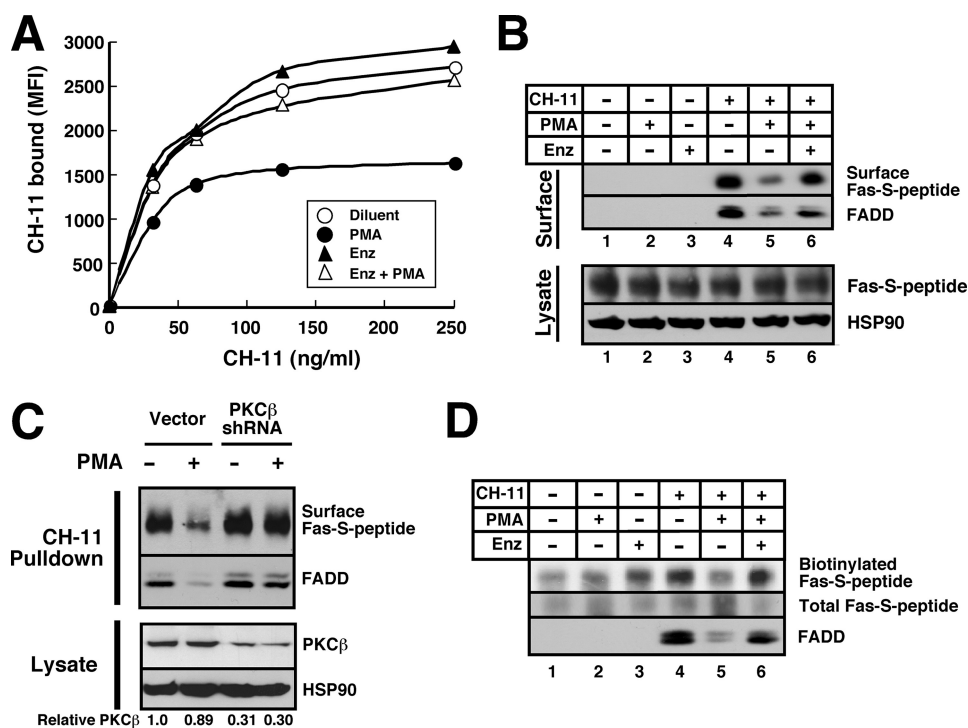 A
CH-11 bound (MFI)
3000
2500
2000
1500
1000
500
0
0 50 100 150 200 250
CH-11 (ng/ml)
Diluent
PMA
Enz
Enz + PMA
B
CH-11 - - - + + +
PMA - + - - + +
Enz - - + - - +
Surface
Surface
Fas-S-peptide
FADD
1 2 3 4 5 6
Lysate
Fas-S-peptide
HSP90
1 2 3 4 5 6
C
Vector PKCβ
shRNA
PMA - + - +
CH-11
Pulldown
Surface
Fas-S-peptide
FADD
Lysate
PKCβ
HSP90
Relative PKCβ 1.0 0.89 0.31 0.30
D
CH-11 - - - + + +
PMA - + - - + +
Enz - - + - - +
Biotinylated
Fas-S-peptide
Total Fas-S-peptide
FADD
1 2 3 4 5 6